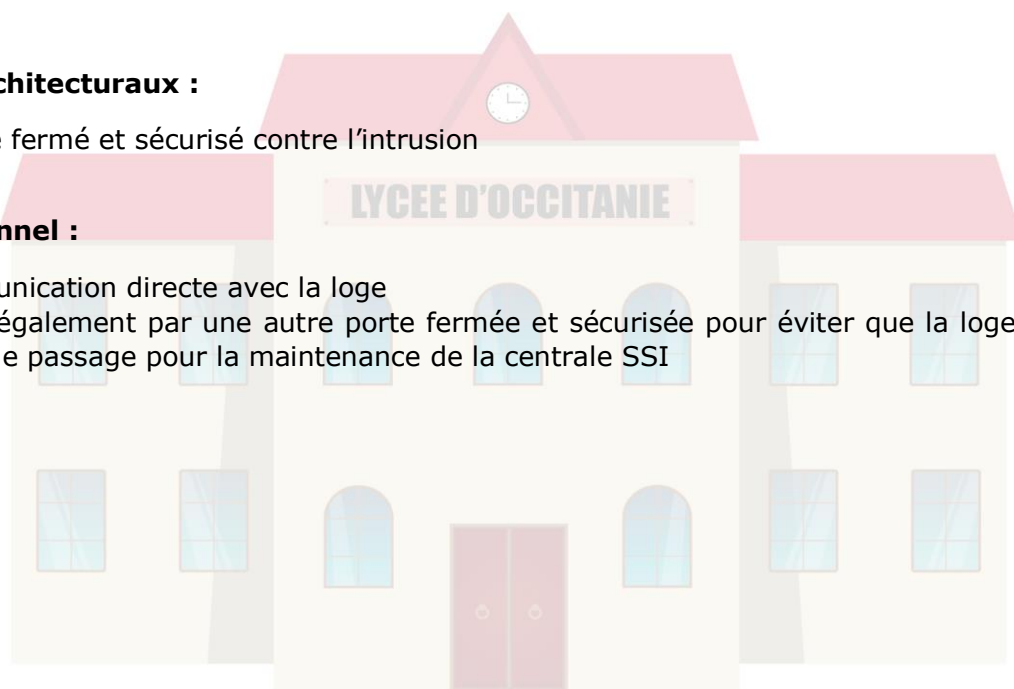 chitecturaux :
fermé et sécurisé contre l’intrusion
LYCEE D’OCCITANIE
nnel :
unication directe avec la loge
également par une autre porte fermée et sécurisée pour éviter que la loge
e passage pour la maintenance de la centrale SSI